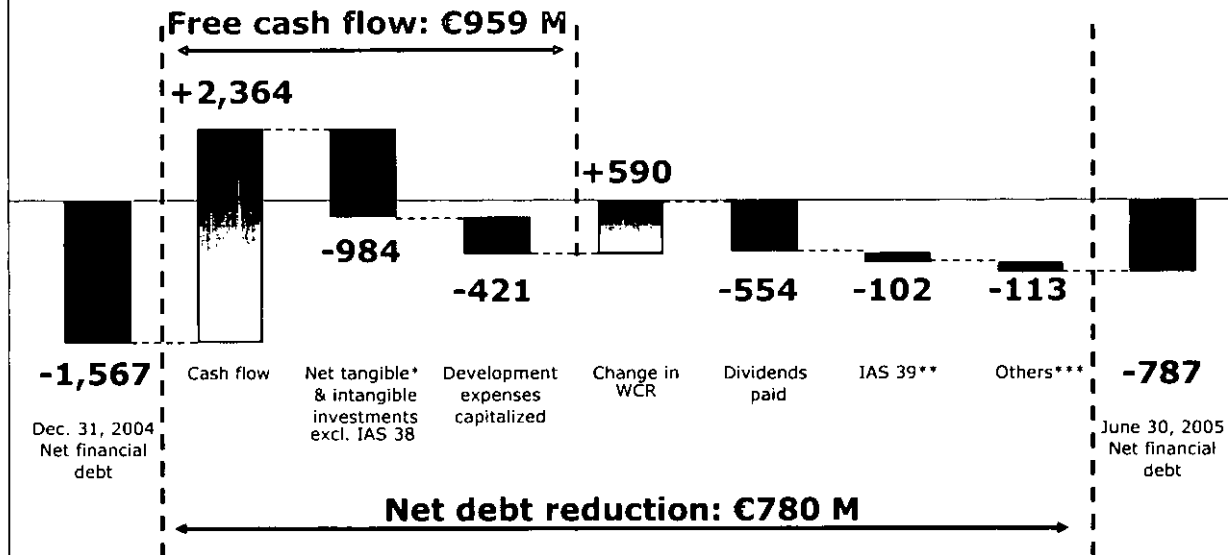 Free cash flow: €959 M
+2,364
+590
-984
-421
-554
-102
-113
-1,567
Cash flow
Net tangible*
& intangible
investments
excl. IAS 38
Development
expenses
capitalized
Change in
WCR
Dividends
paid
IAS 39**
Others***
-787
Dec. 31, 2004
Net financial
debt
June 30, 2005
Net financial
debt
Net debt reduction: €780 M